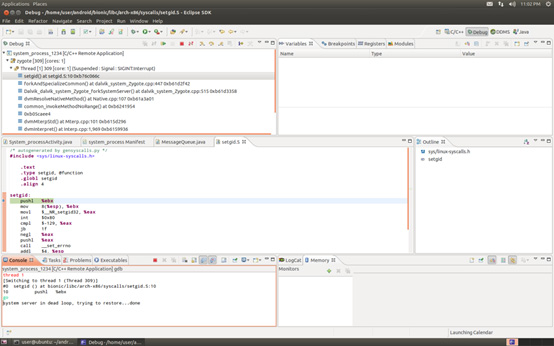 Debug - /home/user/android/bionic/libc/arch-x86/syscalls/setgid.S - Eclipse SDK
11:02 PM
File Edit Refactor Navigate Search Project Run Window Help
C/C++ Debug DDMS Java
Debug
system_process_1234 [C/C++ Remote Application]
zygote [309] [cores: 1]
Thread [1] 309 [core: 1] (Suspended : Signal : SIGINT:Interrupt)
setgid() at setgid.S:10
forkAndSpecializeCommon() at dalvik_system_Zygote.cpp:447 0xb61d2f42
Dalvik_dalvik_system_Zygote_forkSystemServer() at dalvik_system_Zygote.cpp:515 0xb61d3358
dvmResolveNativeMethod() at Native.cpp:107 0xb61a3e01
common_invokeMethodNoRange() at 0xb6241954
0xb05caee4
dvmMterpStd() at Mterp.cpp:101 0xb615d296
dvmInterpret() at Interp.cpp:1,969 0xb6159936
Variables Breakpoints Registers Modules
Name Type Value
System_processActivity.java system_process Manifest MessageQueue.java setgid.S
/* autogenerated by gensyscalls.py */
#include <sys/linux-syscalls.h>
.text
.type setgid, @function
.globl setgid
.align 4
setgid:
pushl %ebx
mov 8(%esp), %ebx
movl $__NR_setgid32, %eax
int $0x80
cmpl $-129, %eax
jb 1f
negl %eax
pushl %eax
call __set_errno
addl $4, %esp
Outline
sys/linux-syscalls.h
setgid
Console Tasks Problems Executables
system_process_1234 [C/C++ Remote Application] gdb
thread 1
[Switching to thread 1 (Thread 309)]
#0 setgid () at bionic/libc/arch-x86/syscalls/setgid.S:10
10 pushl %ebx
System server in dead loop, trying to restore...done
LogCat Memory
Monitors
Launching Calendar
user@ubuntu: ~/andr...
Debug - /home/user/a...